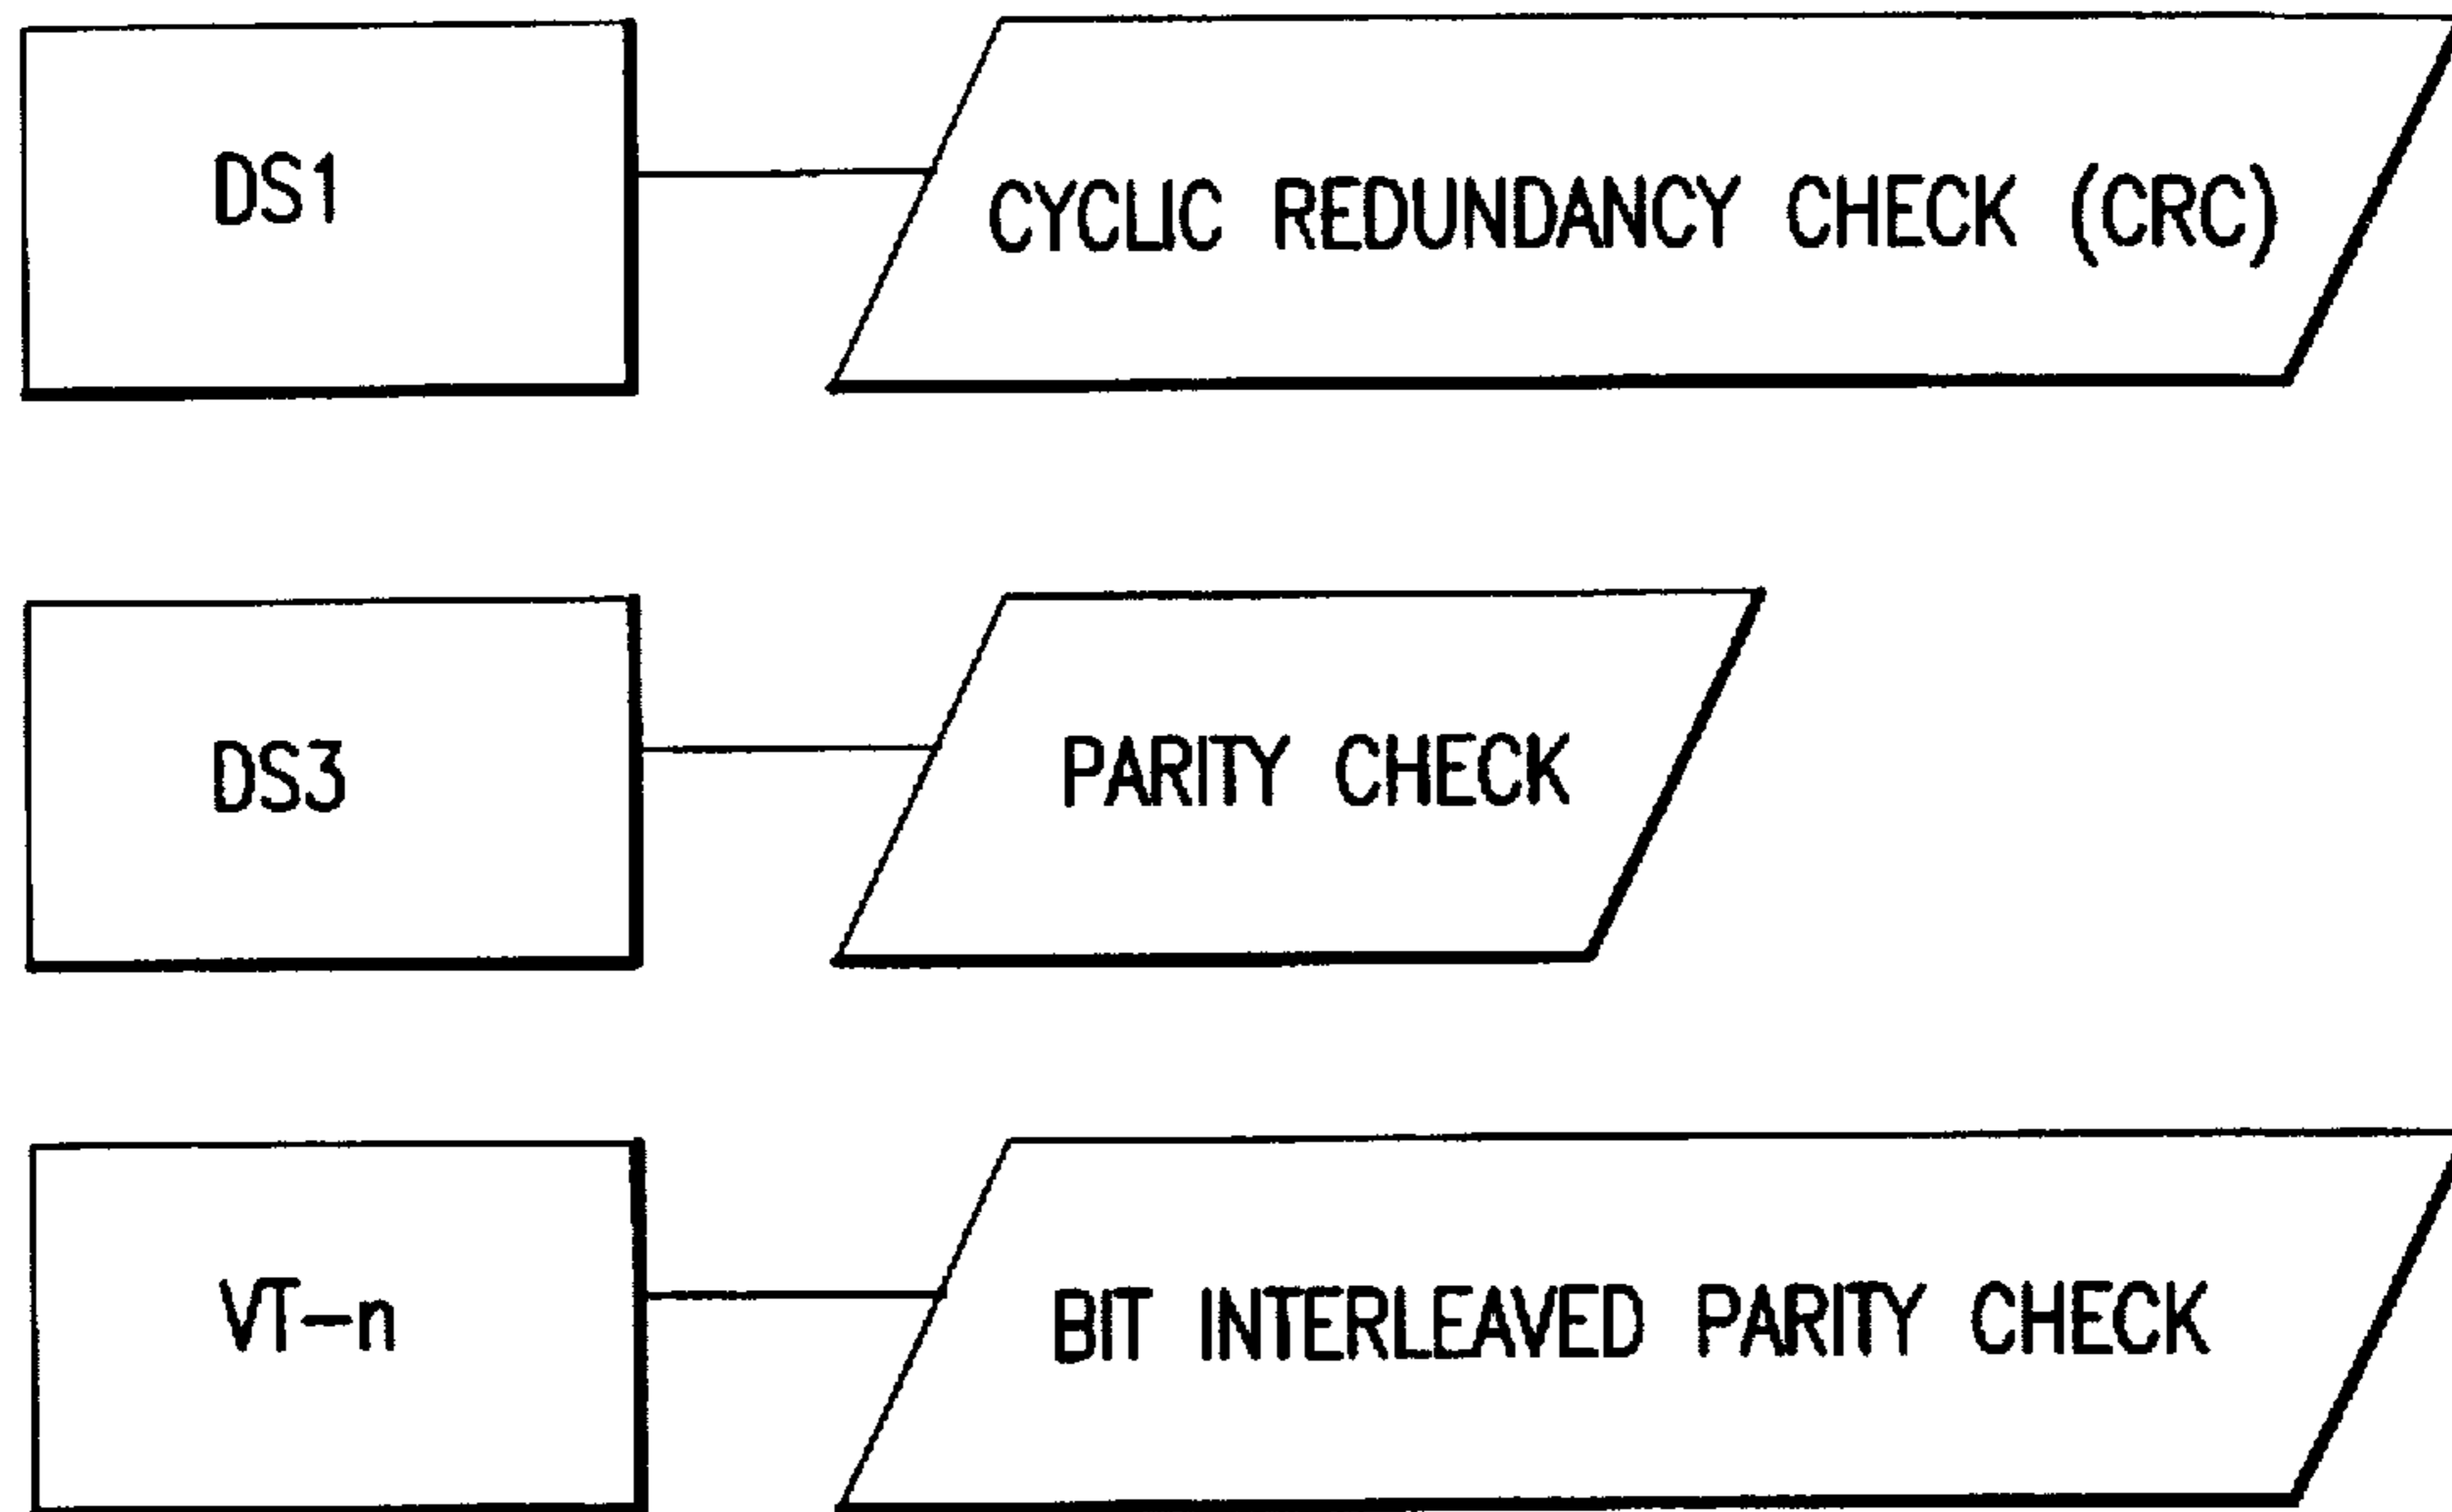 DS1
CYCLIC REDUNDANCY CHECK (CRC)
DS3
PARITY CHECK
VT-n
BIT INTERLEAVED PARITY CHECK